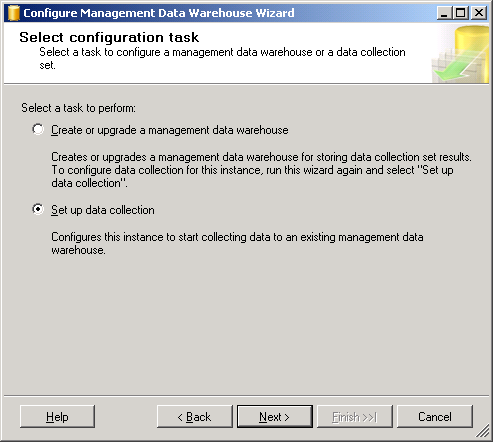 Configure Management Data Warehouse Wizard
Select configuration task
Select a task to configure a management data warehouse or a data collection
set.
Select a task to perform:
Create or upgrade a management data warehouse
Creates or upgrades a management data warehouse for storing data collection set results.
To configure data collection for this instance, run this wizard again and select "Set up
data collection".
Set up data collection
Configures this instance to start collecting data to an existing management data
warehouse.
Help
< Back
Next >
Finish >>|
Cancel